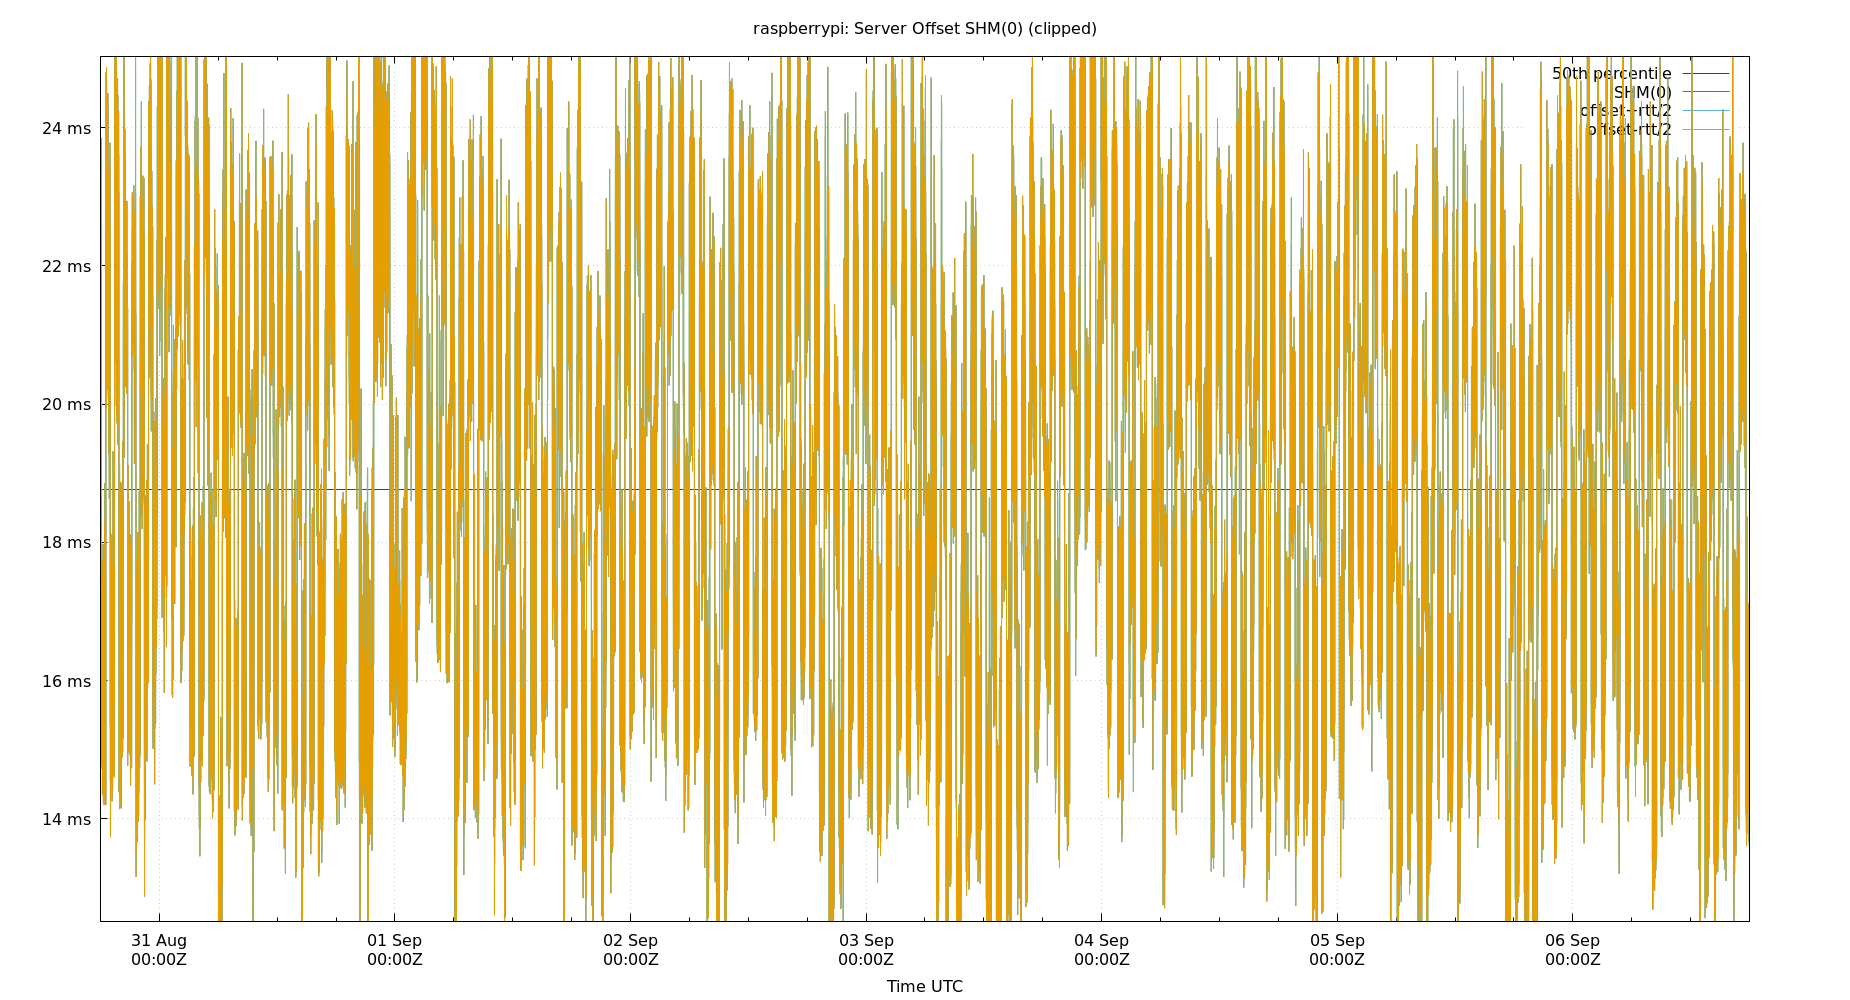 raspberrypi: Server Offset SHM(0) (clipped)
50th percentile
SHM(0)
offset+rtt/2
offset-rtt/2
24 ms
22 ms
20 ms
18 ms
16 ms
14 ms
31 Aug 01 Sep 02 Sep 03 Sep 04 Sep 05 Sep 06 Sep
00:00Z 00:00Z 00:00Z 00:00Z 00:00Z 00:00Z 00:00Z
Time UTC